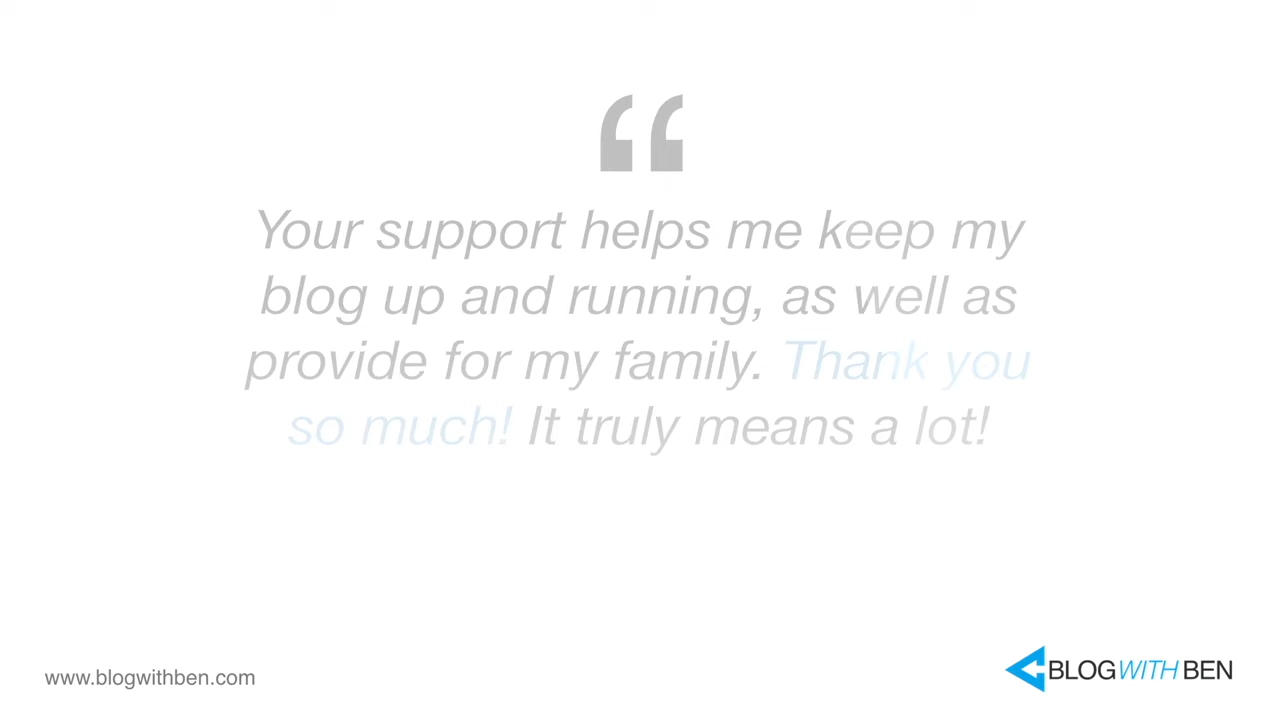 “
Your support helps me keep my
blog up and running, as well as
provide for my family. Thank you
so much! It truly means a lot!
www.blogwithben.com
BLOGWITHBEN